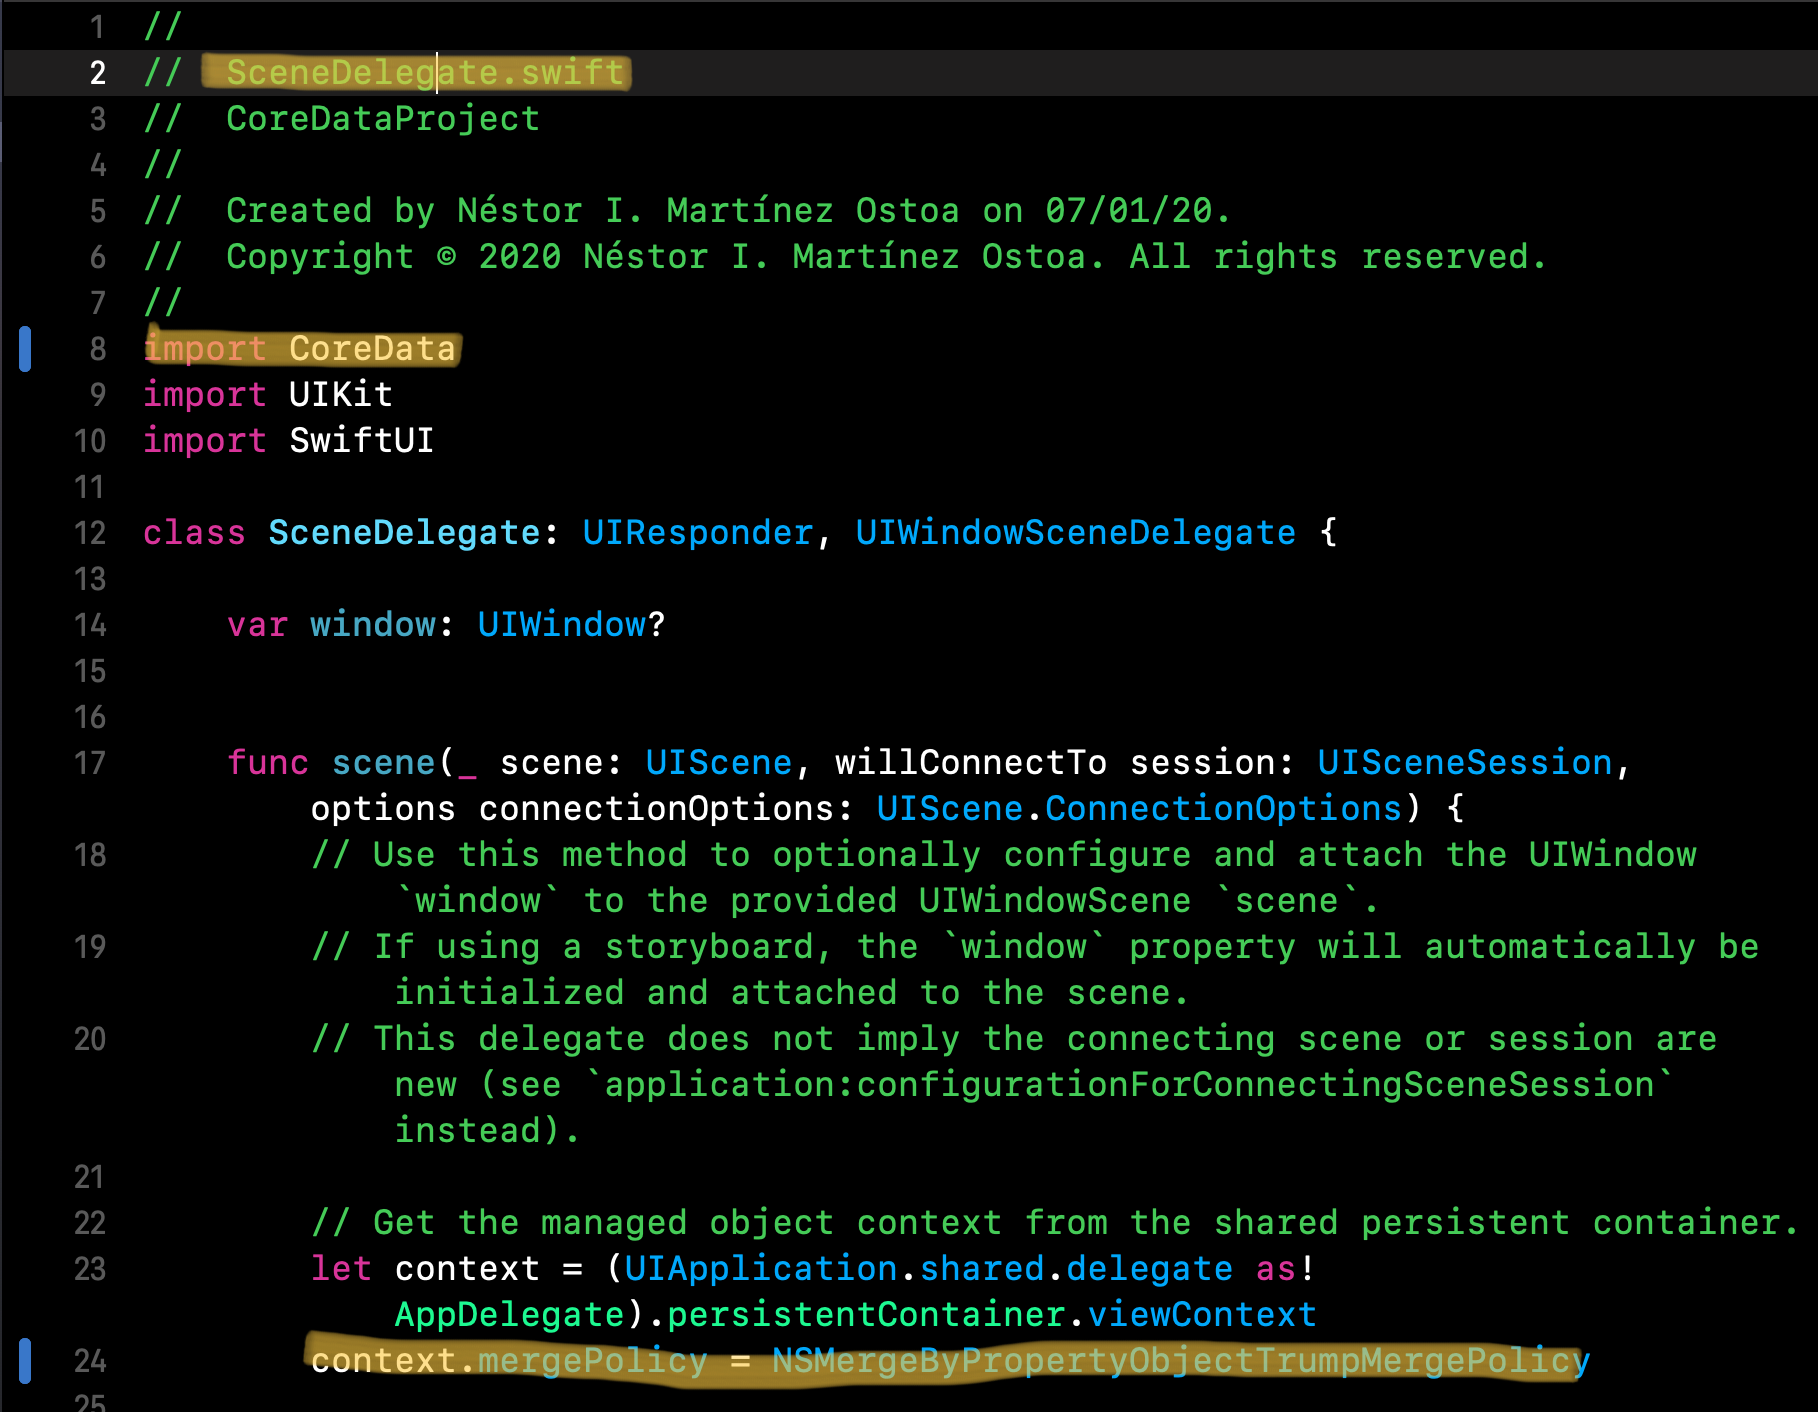 1 //
2 //  SceneDelegate.swift
3 //  CoreDataProject
4 //
5 //  Created by Néstor I. Martínez Ostoa on 07/01/20.
6 //  Copyright © 2020 Néstor I. Martínez Ostoa. All rights reserved.
7 //
8 import CoreData
9 import UIKit
10 import SwiftUI
11
12 class SceneDelegate: UIResponder, UIWindowSceneDelegate {
13
14     var window: UIWindow?
15
16
17     func scene(_ scene: UIScene, willConnectTo session: UISceneSession,
options connectionOptions: UIScene.ConnectionOptions) {
18         // Use this method to optionally configure and attach the UIWindow
`window` to the provided UIWindowScene `scene`.
19         // If using a storyboard, the `window` property will automatically be
initialized and attached to the scene.
20         // This delegate does not imply the connecting scene or session are
new (see `application:configurationForConnectingSceneSession`
instead).
21
22         // Get the managed object context from the shared persistent container.
23         let context = (UIApplication.shared.delegate as!
AppDelegate).persistentContainer.viewContext
24         context.mergePolicy = NSMergeByPropertyObjectTrumpMergePolicy
25